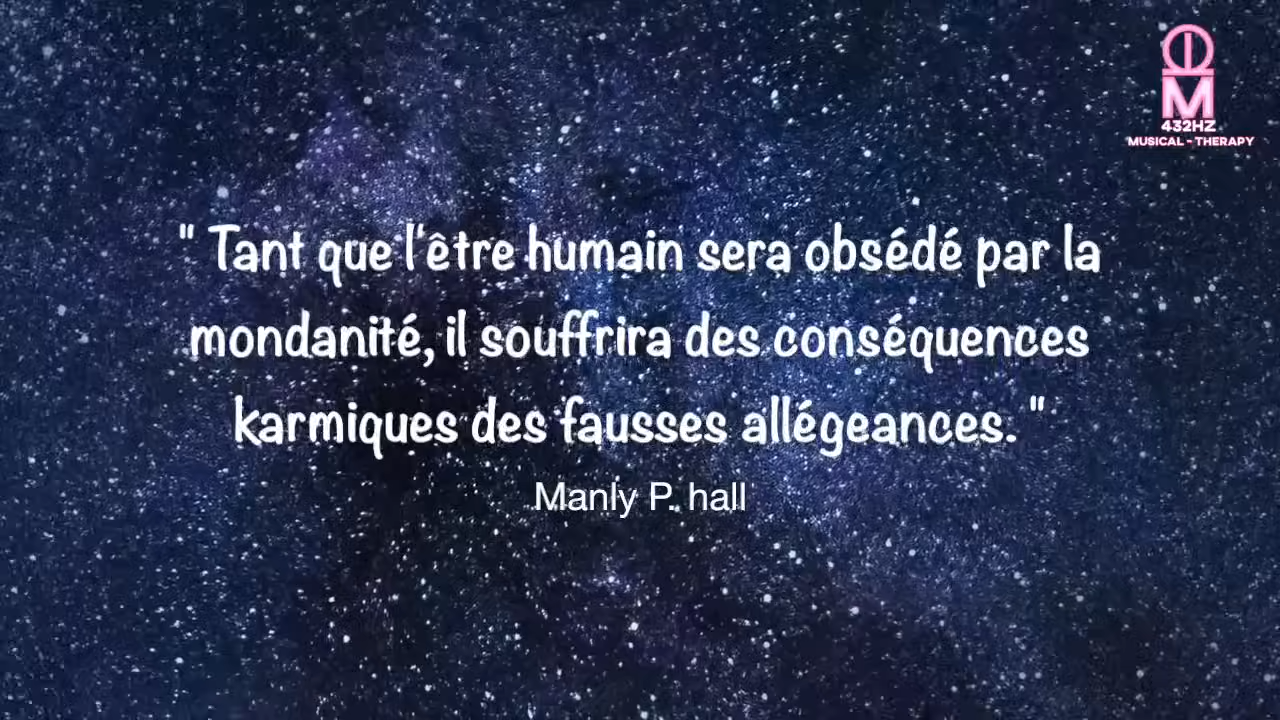 M
432HZ
MUSICAL - THERAPY
" Tant que l'être humain sera obsédé par la
mondanité, il souffrira des conséquences
karmiques des fausses allégeances. "
Manly P. hall